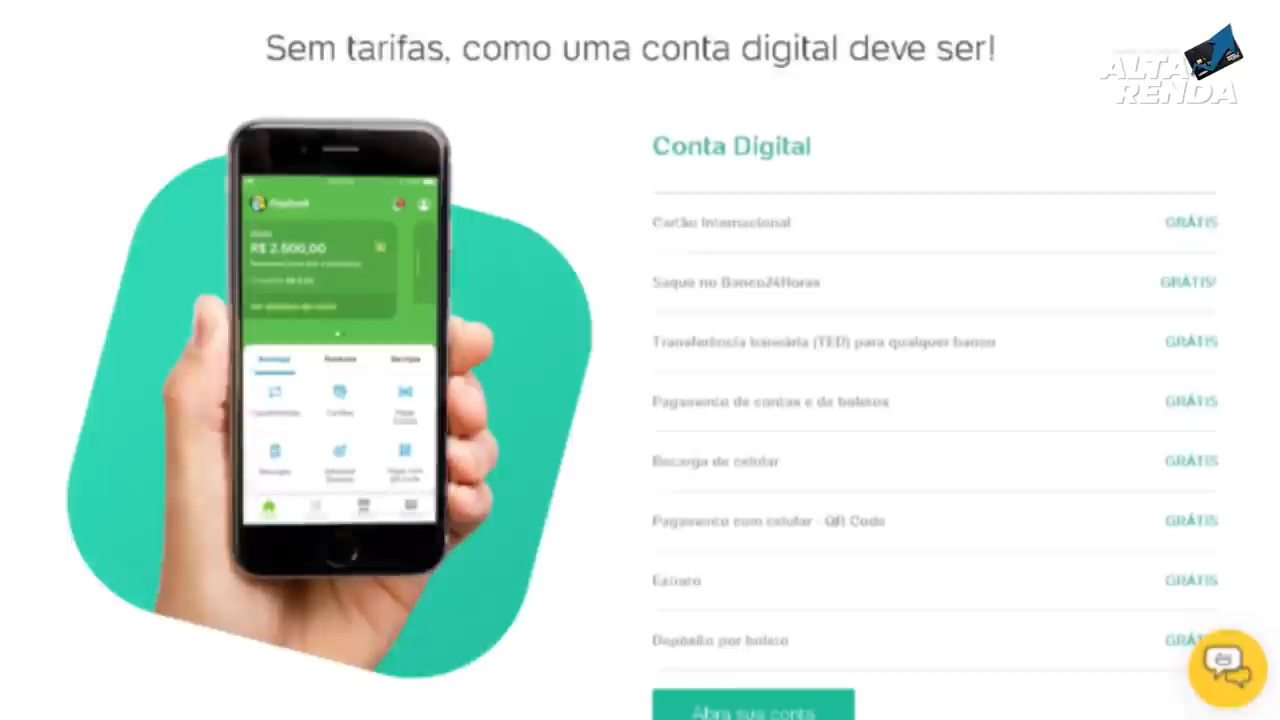 Sem tarifas, como uma conta digital deve ser!
ALTA
RENDA
Conta Digital
Cartão Internacional GRÁTIS
Saque no Banco24Horas GRÁTIS!
Transferência bancária (TED) para qualquer banco GRÁTIS
Pagamento de contas e de boletos GRÁTIS
Recarga de celular GRÁTIS
Pagamento com celular - QR Code GRÁTIS
Extrato GRÁTIS
Depósito por boleto
Abra sua conta
R$ 2.500,00